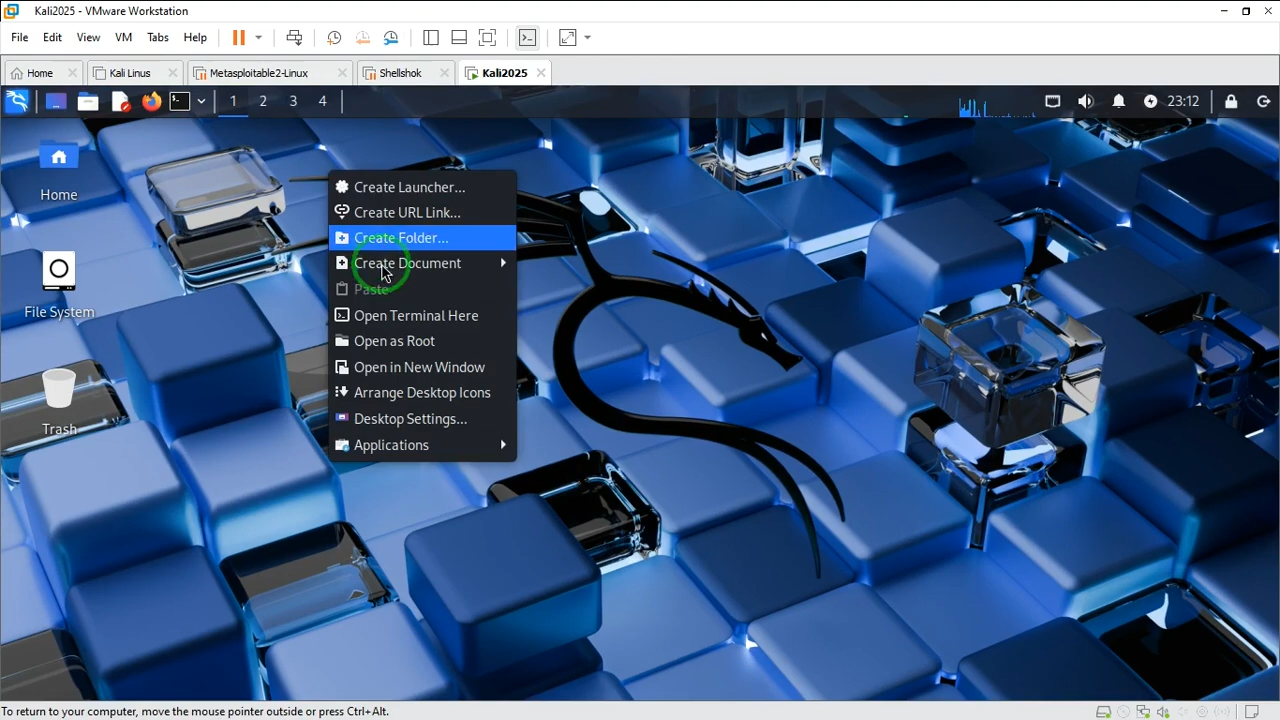 Kali2025 - VMware Workstation
File Edit View VM Tabs Help
Home Kali Linus Metasploitable2-Linux Shellshok Kali2025
1 2 3 4 23:12
Home
File System
Trash
Create Launcher...
Create URL Link...
Create Folder...
Create Document
Paste
Open Terminal Here
Open as Root
Open in New Window
Arrange Desktop Icons
Desktop Settings...
Applications
To return to your computer, move the mouse pointer outside or press Ctrl+Alt.